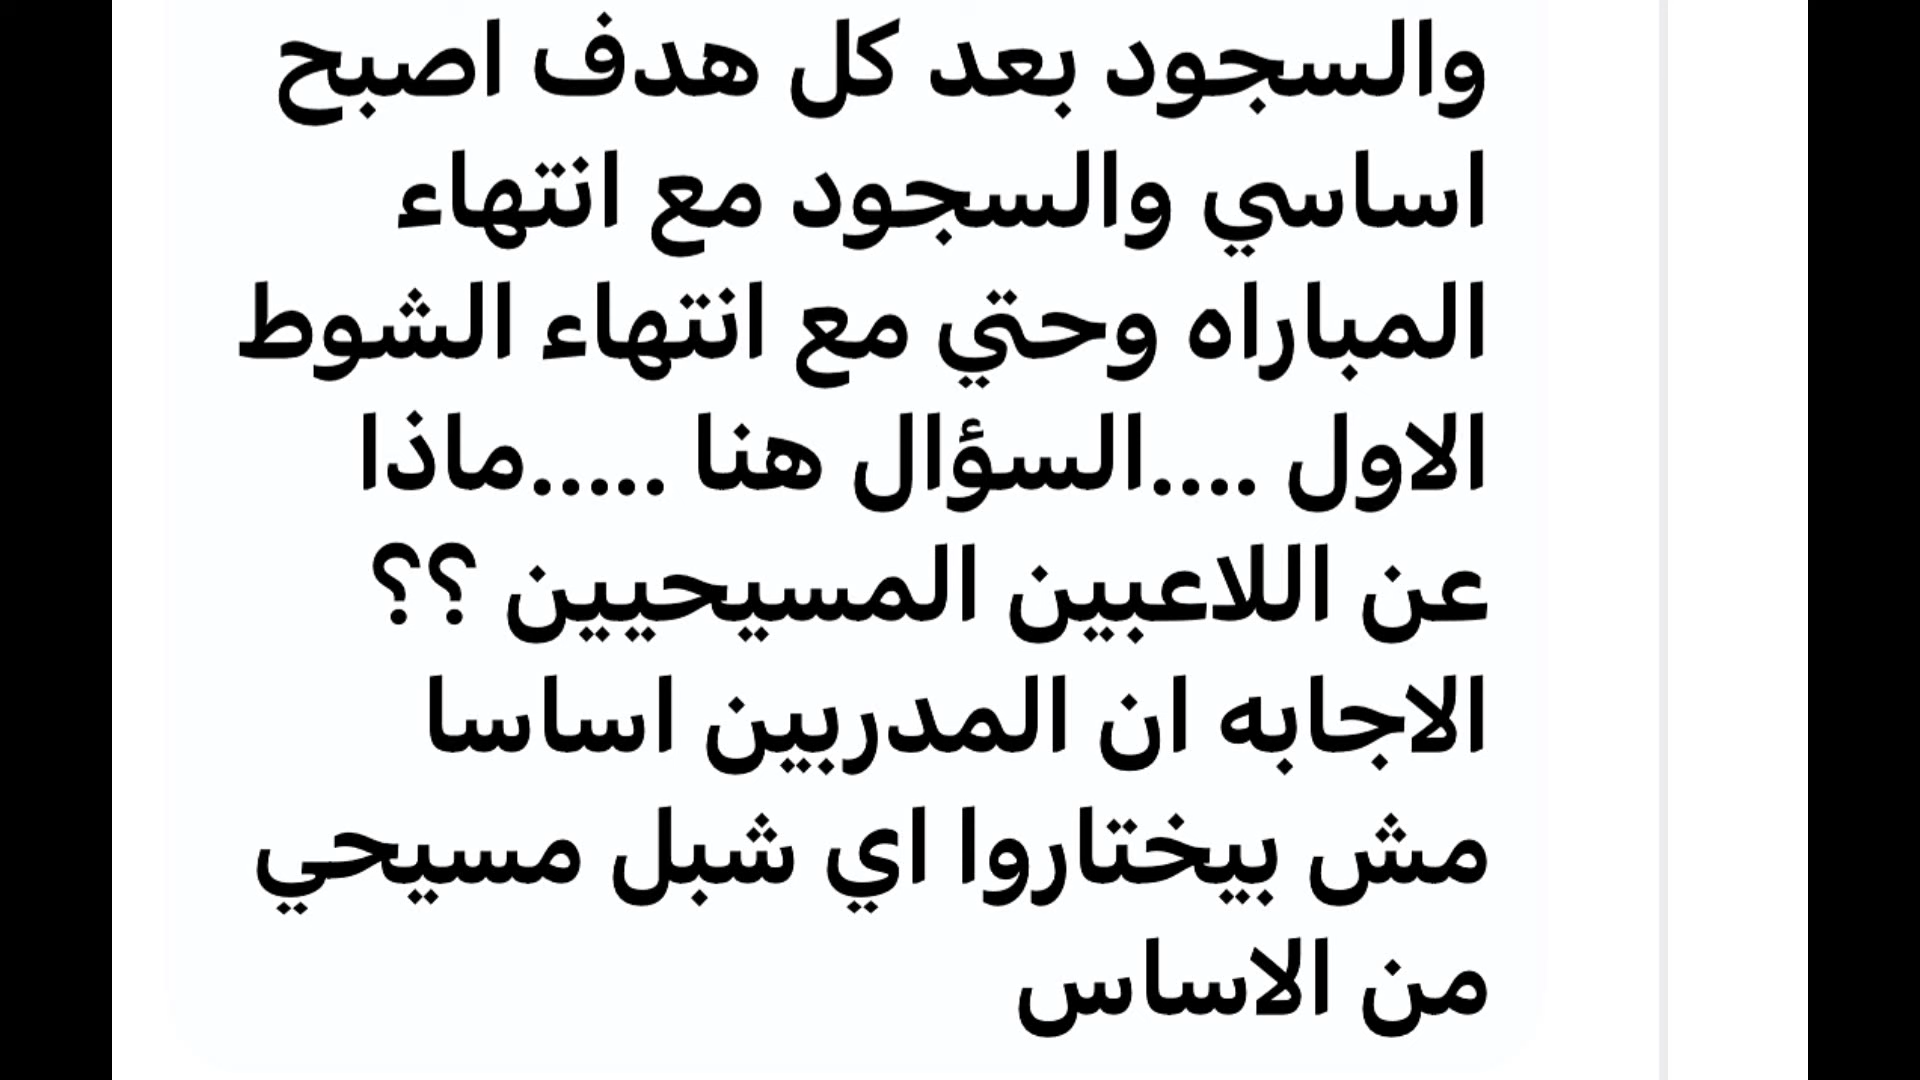 والسجود بعد كل هدف اصبح
اساسي والسجود مع انتهاء
المباراه وحتي مع انتهاء الشوط
الاول ....السؤال هنا .....ماذا
عن اللاعبين المسيحيين ؟؟
الاجابه ان المدربين اساسا
مش بيختاروا اي شبل مسيحي
من الاساس